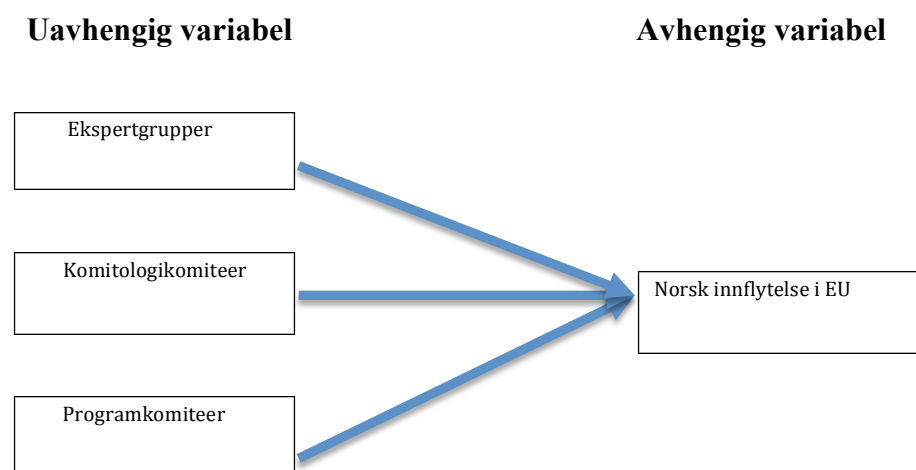 Uavhengig variabel
Avhengig variabel
Ekspertgrupper
Komitologikomiteer
Norsk innflytelse i EU
Programkomiteer